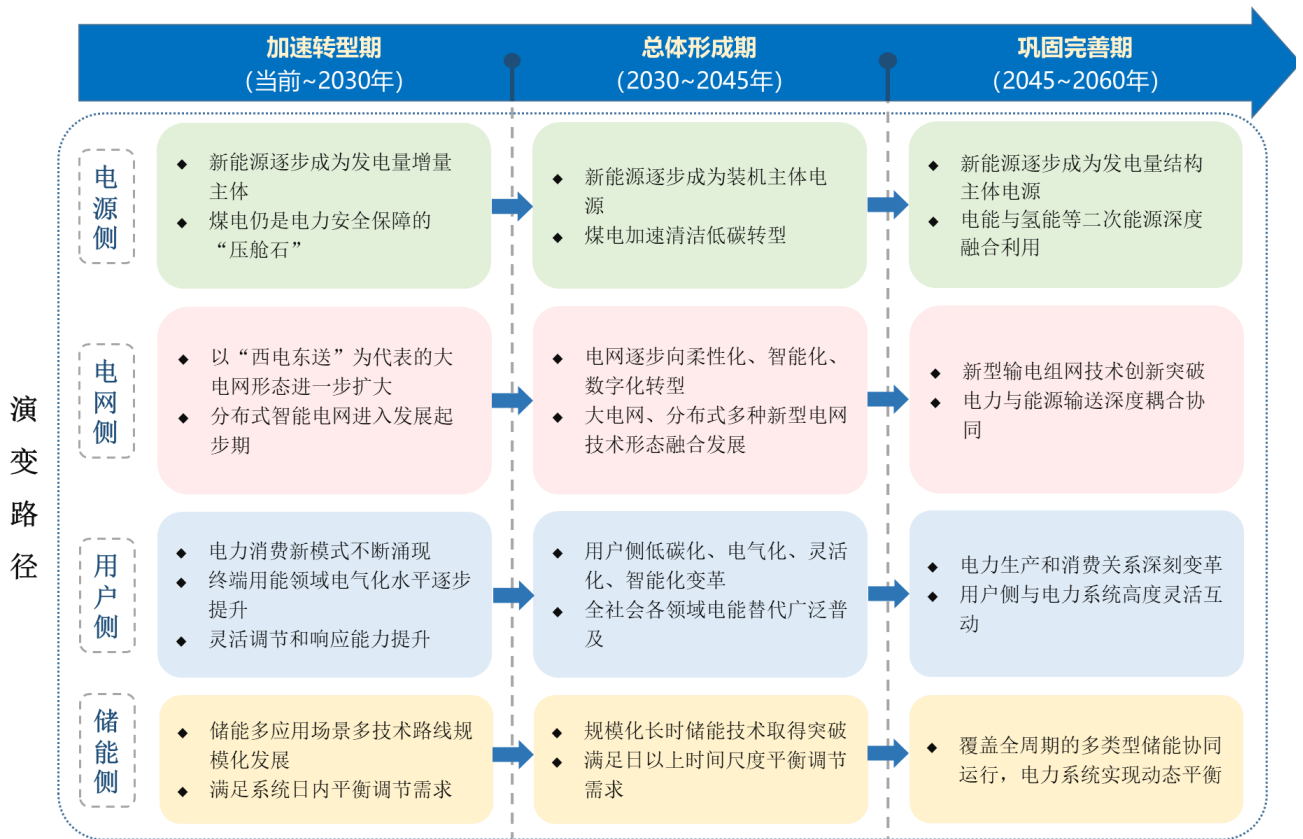 加速转型期
(当前~2030年)
总体形成期
(2030~2045年)
巩固完善期
(2045~2060年)
演变路径
电源侧
◆ 新能源逐步成为发电量增量
主体
◆ 煤电仍是电力安全保障的
“压舱石”
◆ 新能源逐步成为装机主体电
源
◆ 煤电加速清洁低碳转型
◆ 新能源逐步成为发电量结构
主体电源
◆ 电能与氢能等二次能源深度
融合利用
电网侧
◆ 以“西电东送”为代表的大
电网形态进一步扩大
◆ 分布式智能电网进入发展起
步期
◆ 电网逐步向柔性化、智能化、
数字化转型
◆ 大电网、分布式多种新型电网
技术形态融合发展
◆ 新型输电组网技术创新突破
◆ 电力与能源输送深度耦合协
同
用户侧
◆ 电力消费新模式不断涌现
◆ 终端用能领域电气化水平逐步
提升
◆ 灵活调节和响应能力提升
◆ 用户侧低碳化、电气化、灵活
化、智能化变革
◆ 全社会各领域电能替代广泛普
及
◆ 电力生产和消费关系深刻变革
◆ 用户侧与电力系统高度灵活互
动
储能侧
◆ 储能多应用场景多技术路线规
模化发展
◆ 满足系统日内平衡调节需求
◆ 规模化长时储能技术取得突破
◆ 满足日以上时间尺度平衡调节
需求
◆ 覆盖全周期的多类型储能协同
运行，电力系统实现动态平衡